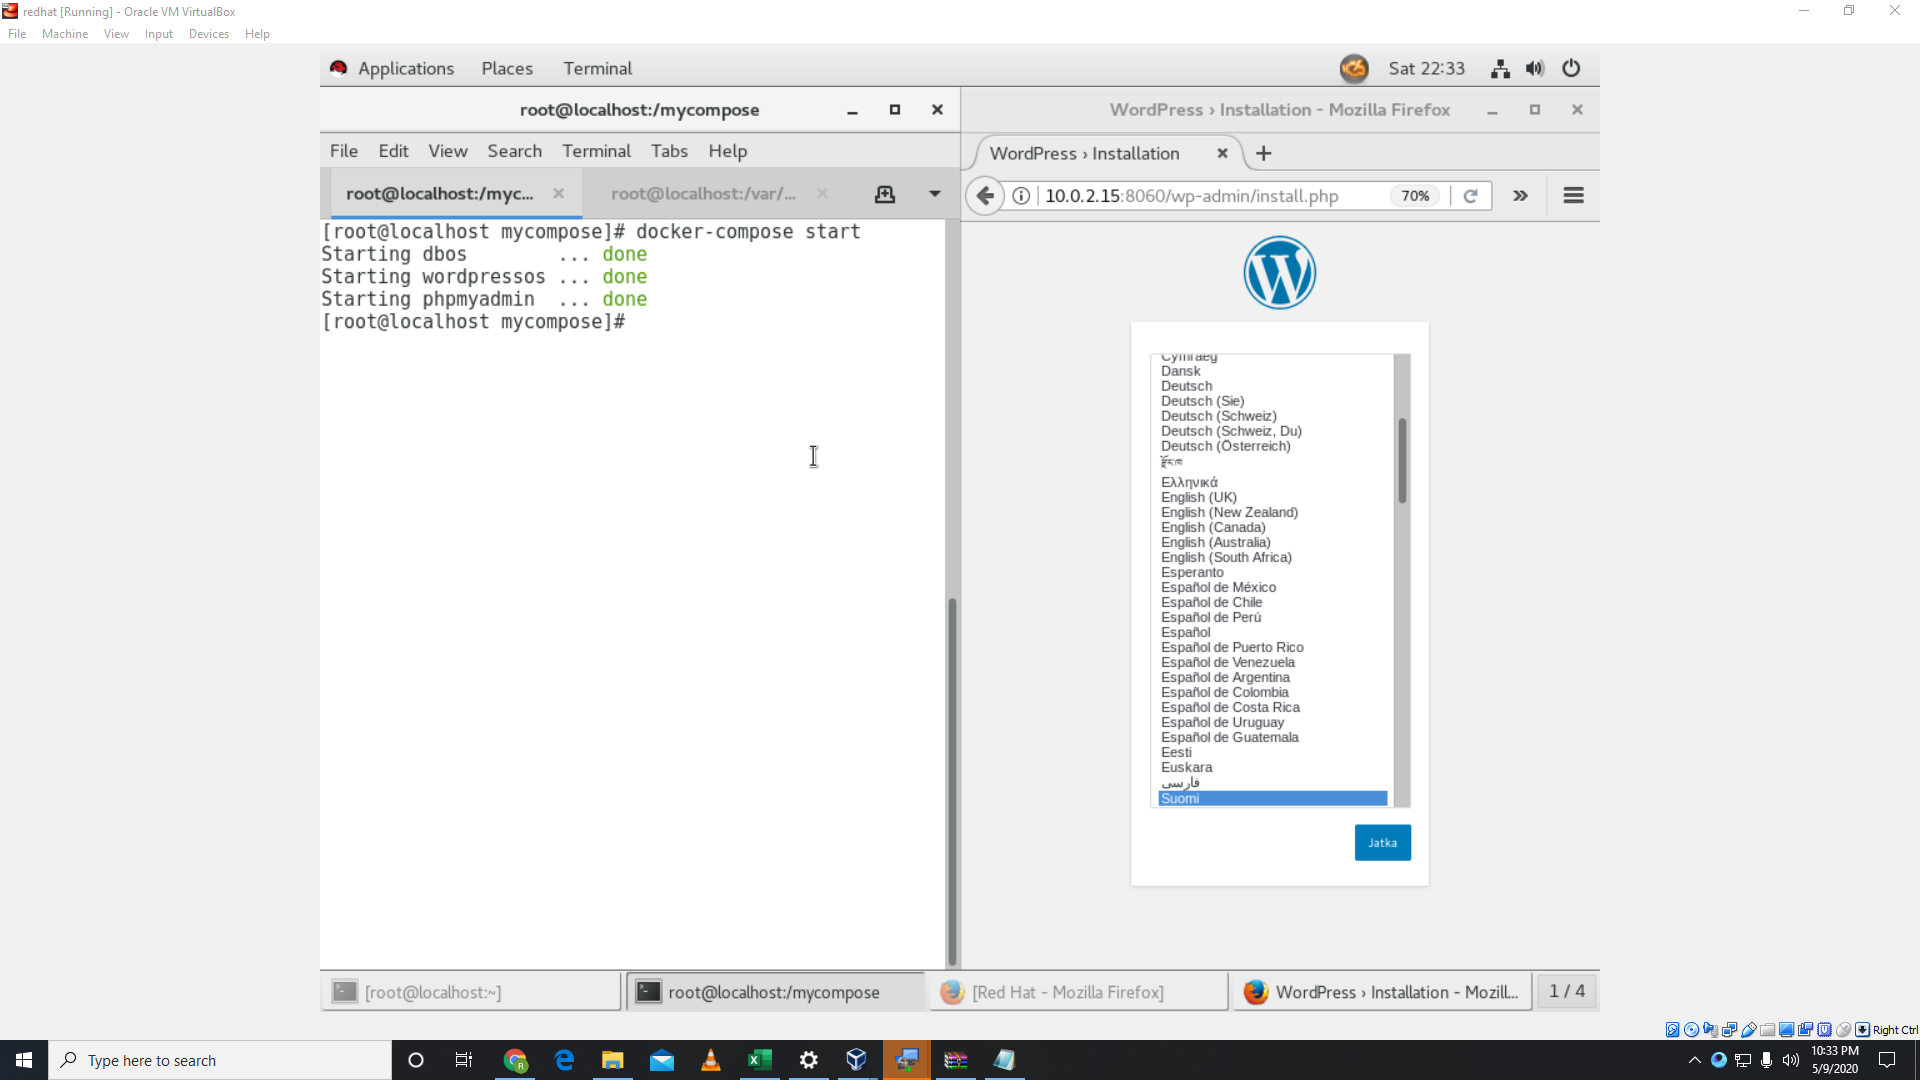 redhat [Running] - Oracle VM VirtualBox
File Machine View Input Devices Help
Applications Places Terminal
Sat 22:33
root@localhost:/mycompose
WordPress › Installation - Mozilla Firefox
File Edit View Search Terminal Tabs Help
WordPress › Installation
root@localhost:/myc...
root@localhost:/var/...
10.0.2.15:8060/wp-admin/install.php
70%
[root@localhost mycompose]# docker-compose start
Starting dbos ... done
Starting wordpressos ... done
Starting phpmyadmin ... done
[root@localhost mycompose]#
Cymraeg
Dansk
Deutsch
Deutsch (Sie)
Deutsch (Schweiz)
Deutsch (Schweiz, Du)
Deutsch (Österreich)
རྫོང་ཁ
Ελληνικά
English (UK)
English (New Zealand)
English (Canada)
English (Australia)
English (South Africa)
Esperanto
Español de México
Español de Chile
Español de Perú
Español
Español de Puerto Rico
Español de Venezuela
Español de Argentina
Español de Colombia
Español de Costa Rica
Español de Uruguay
Español de Guatemala
Eesti
Euskara
فارسی
Suomi
Jatka
[root@localhost:~]
root@localhost:/mycompose
[Red Hat - Mozilla Firefox]
WordPress › Installation - Mozill...
1 / 4
Right Ctrl
Type here to search
10:33 PM
5/9/2020